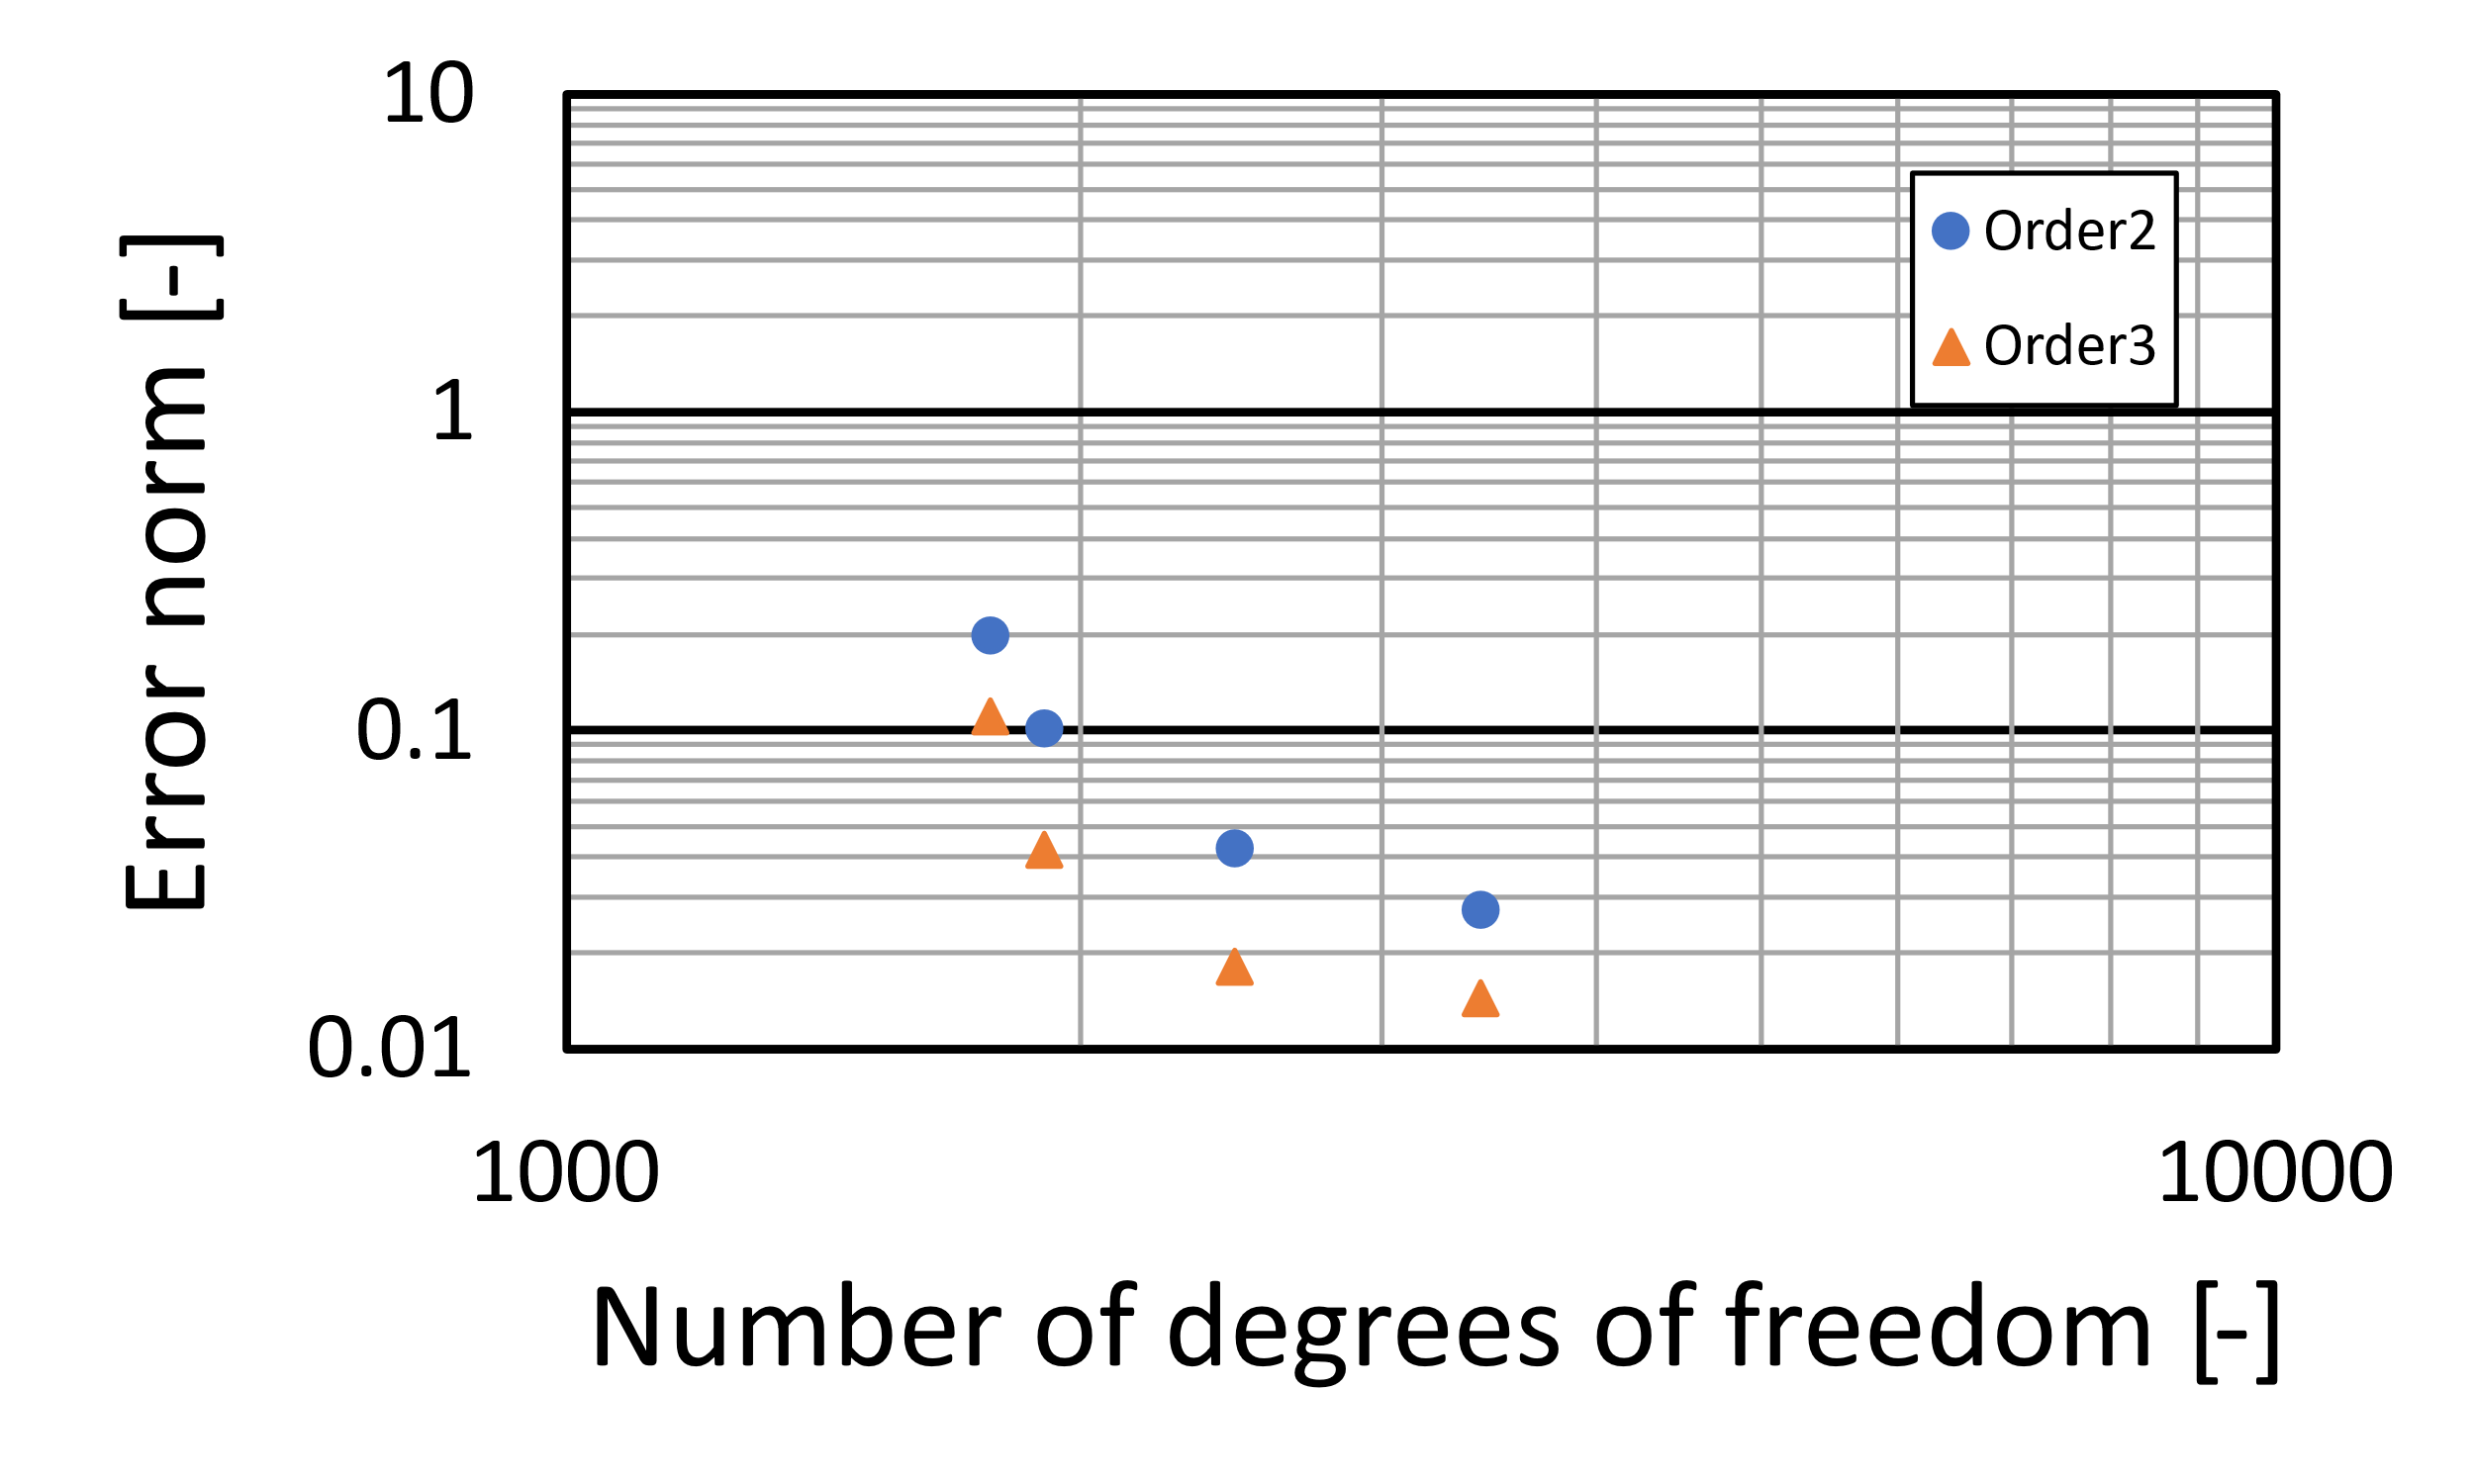 10
1
0.1
0.01
Error norm [-]
Order2
Order3
1000
10000
Number of degrees of freedom [-]